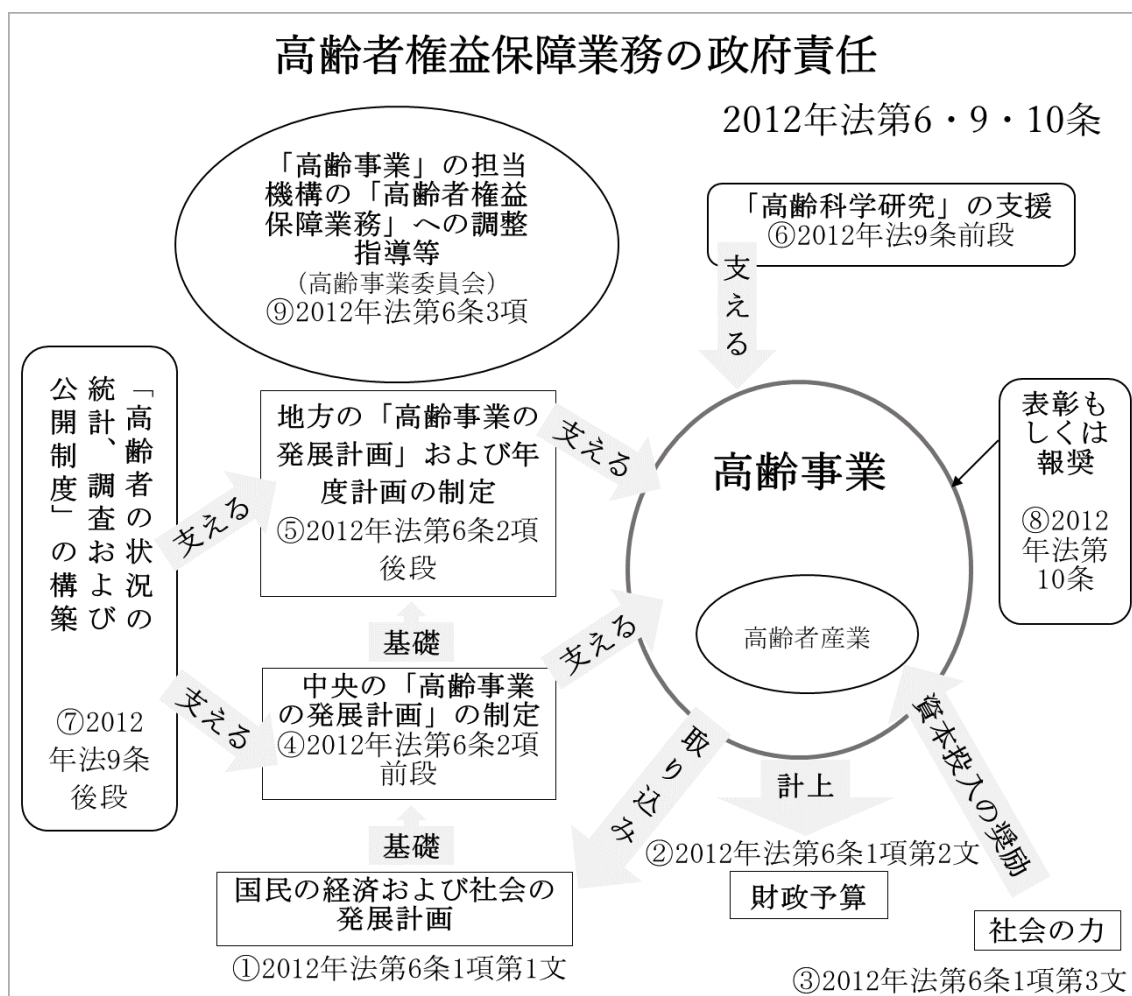 高齢者権益保障業務の政府責任
2012年法第6・9・10条
「高齢事業」の担当
機構の「高齢者権益
保障業務」への調整
指導等
(高齢事業委員会)
⑨2012年法第6条3項
「高齢科学研究」の支援
⑥2012年法9条前段
支える
「高齢者の状況の
統計、調査および
公開制度」の構築
⑦2012
年法9条
後段
支える
支える
地方の「高齢事業の
発展計画」および年
度計画の制定
⑤2012年法第6条2項
後段
支える
基礎
中央の「高齢事業
の発展計画」の制定
④2012年法第6条2項
前段
支える
基礎
国民の経済および社会の
発展計画
①2012年法第6条1項第1文
高齢事業
高齢者産業
表彰も
しくは
報奨
⑧2012
年法第
10条
取り込み
計上
②2012年法第6条1項第2文
財政予算
資本投入の奨励
社会の力
③2012年法第6条1項第3文